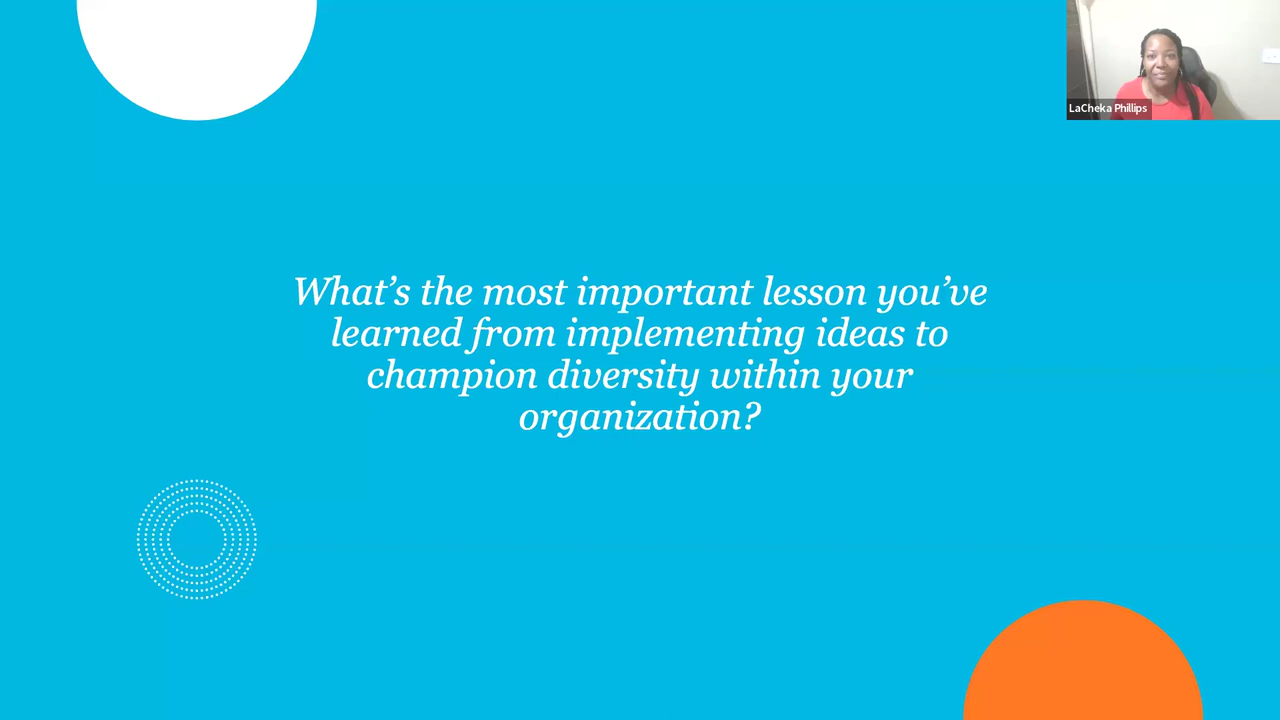 LaCheka Phillips
What's the most important lesson you've
learned from implementing ideas to
champion diversity within your
organization?